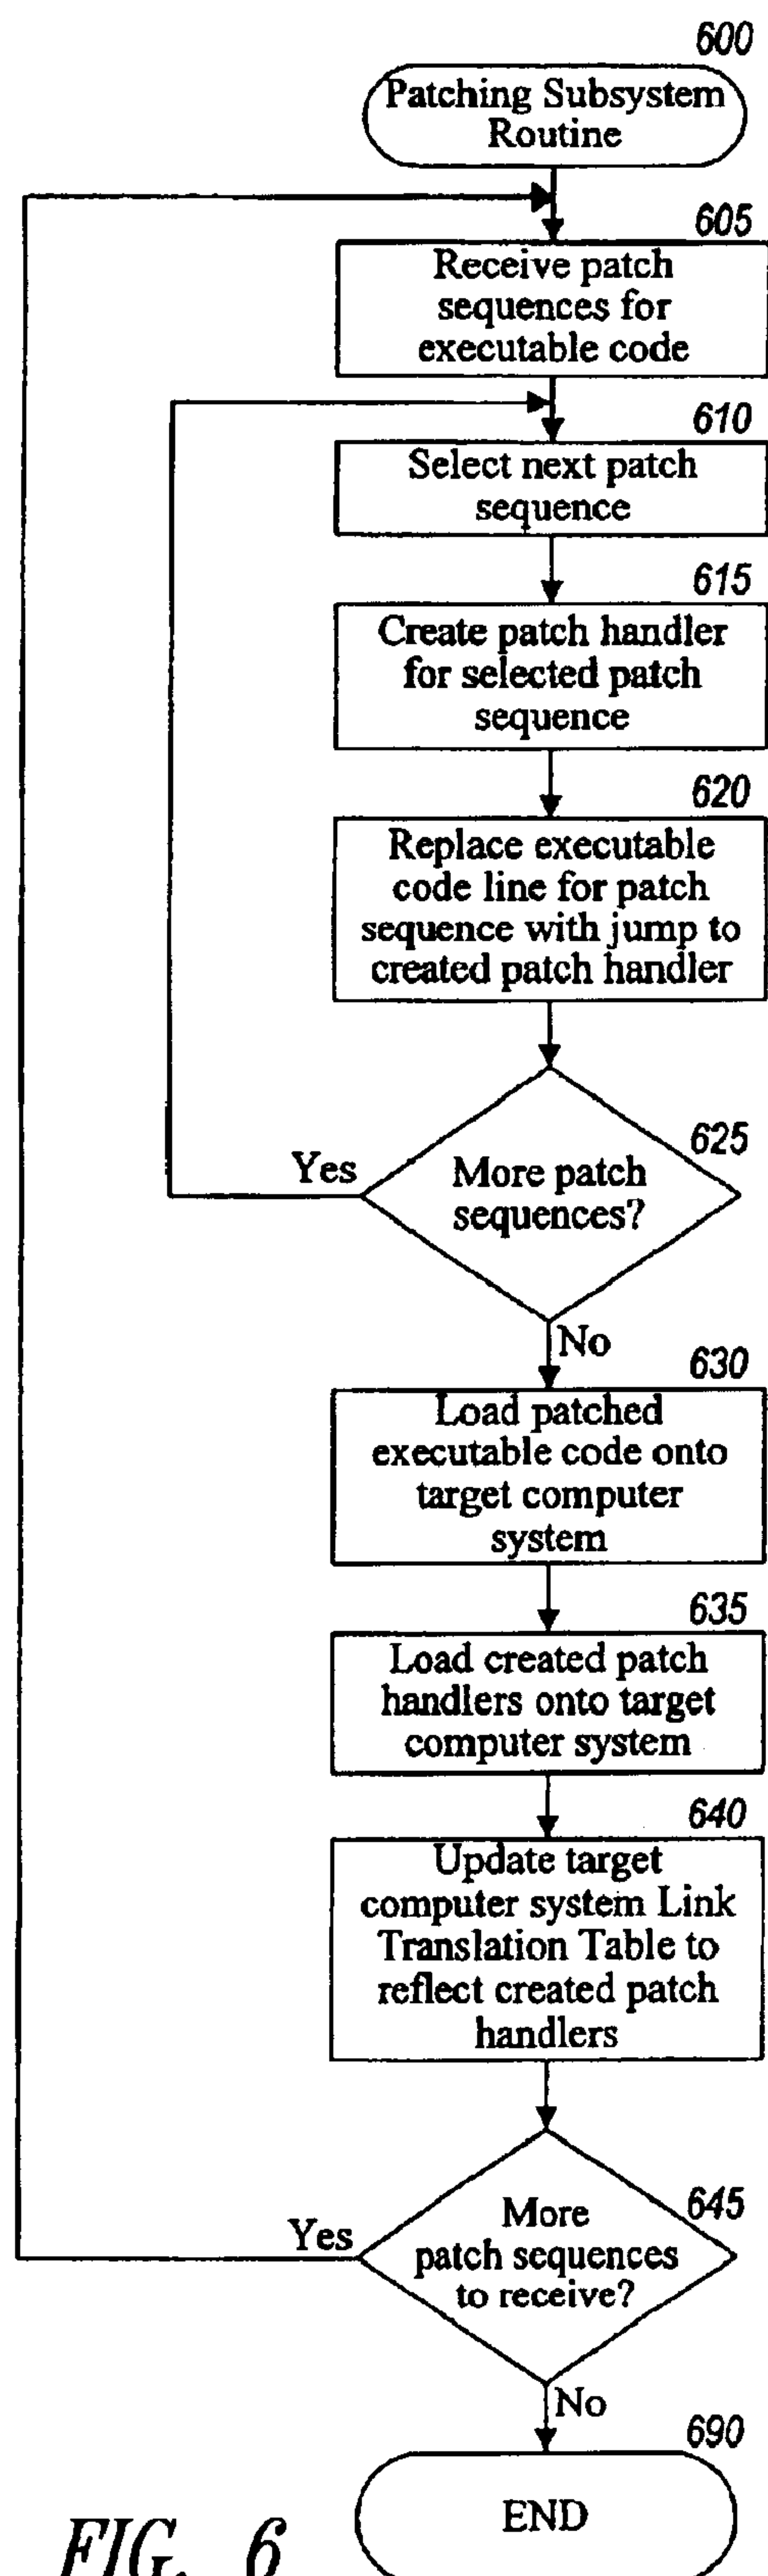 600
Patching Subsystem
Routine
605
Receive patch
sequences for
executable code
610
Select next patch
sequence
615
Create patch handler
for selected patch
sequence
620
Replace executable
code line for patch
sequence with jump to
created patch handler
625
Yes
More patch
sequences?
No
630
Load patched
executable code onto
target computer
system
635
Load created patch
handlers onto target
computer system
640
Update target
computer system Link
Translation Table to
reflect created patch
handlers
645
Yes
More
patch sequences
to receive?
No
690
END
FIG. 6